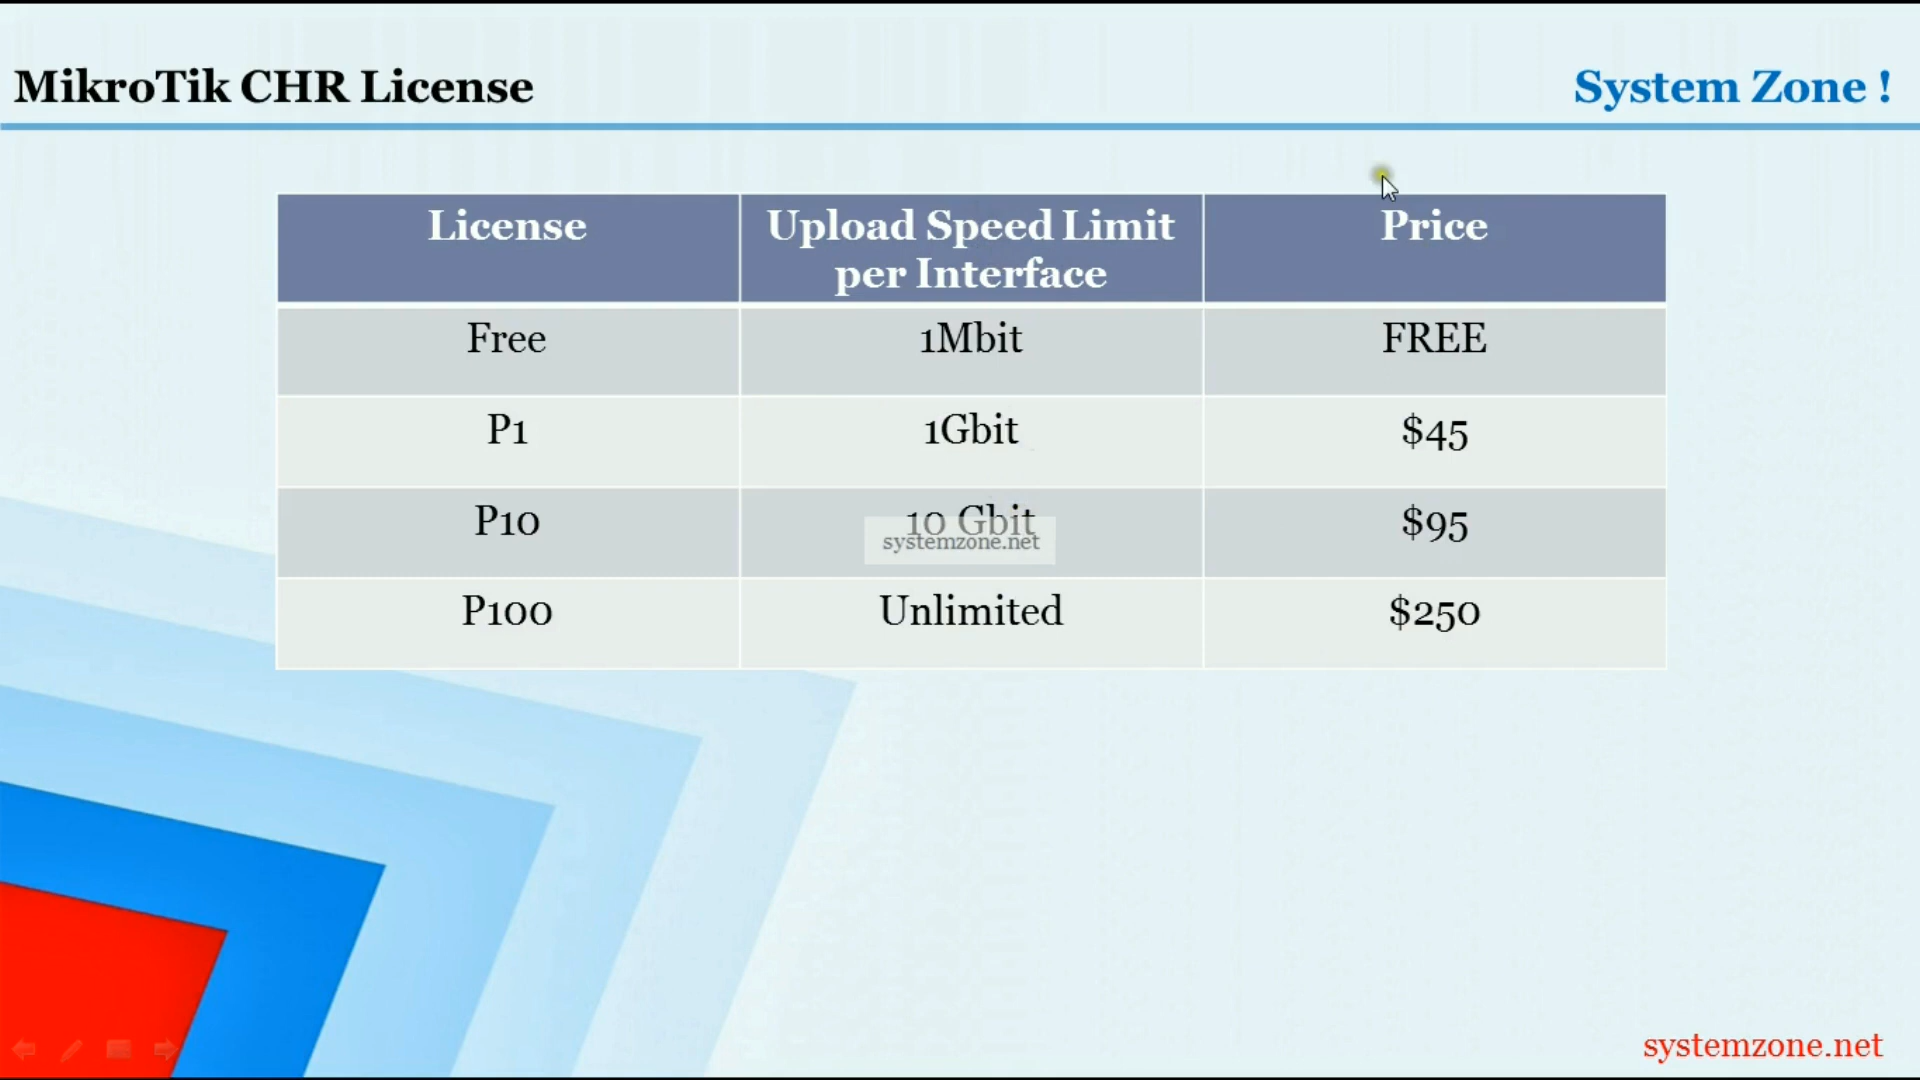 MikroTik CHR License
System Zone !
License
Upload Speed Limit
per Interface
Price
Free
1Mbit
FREE
P1
1Gbit
$45
P10
10 Gbit
$95
systemzone.net
P100
Unlimited
$250
systemzone.net